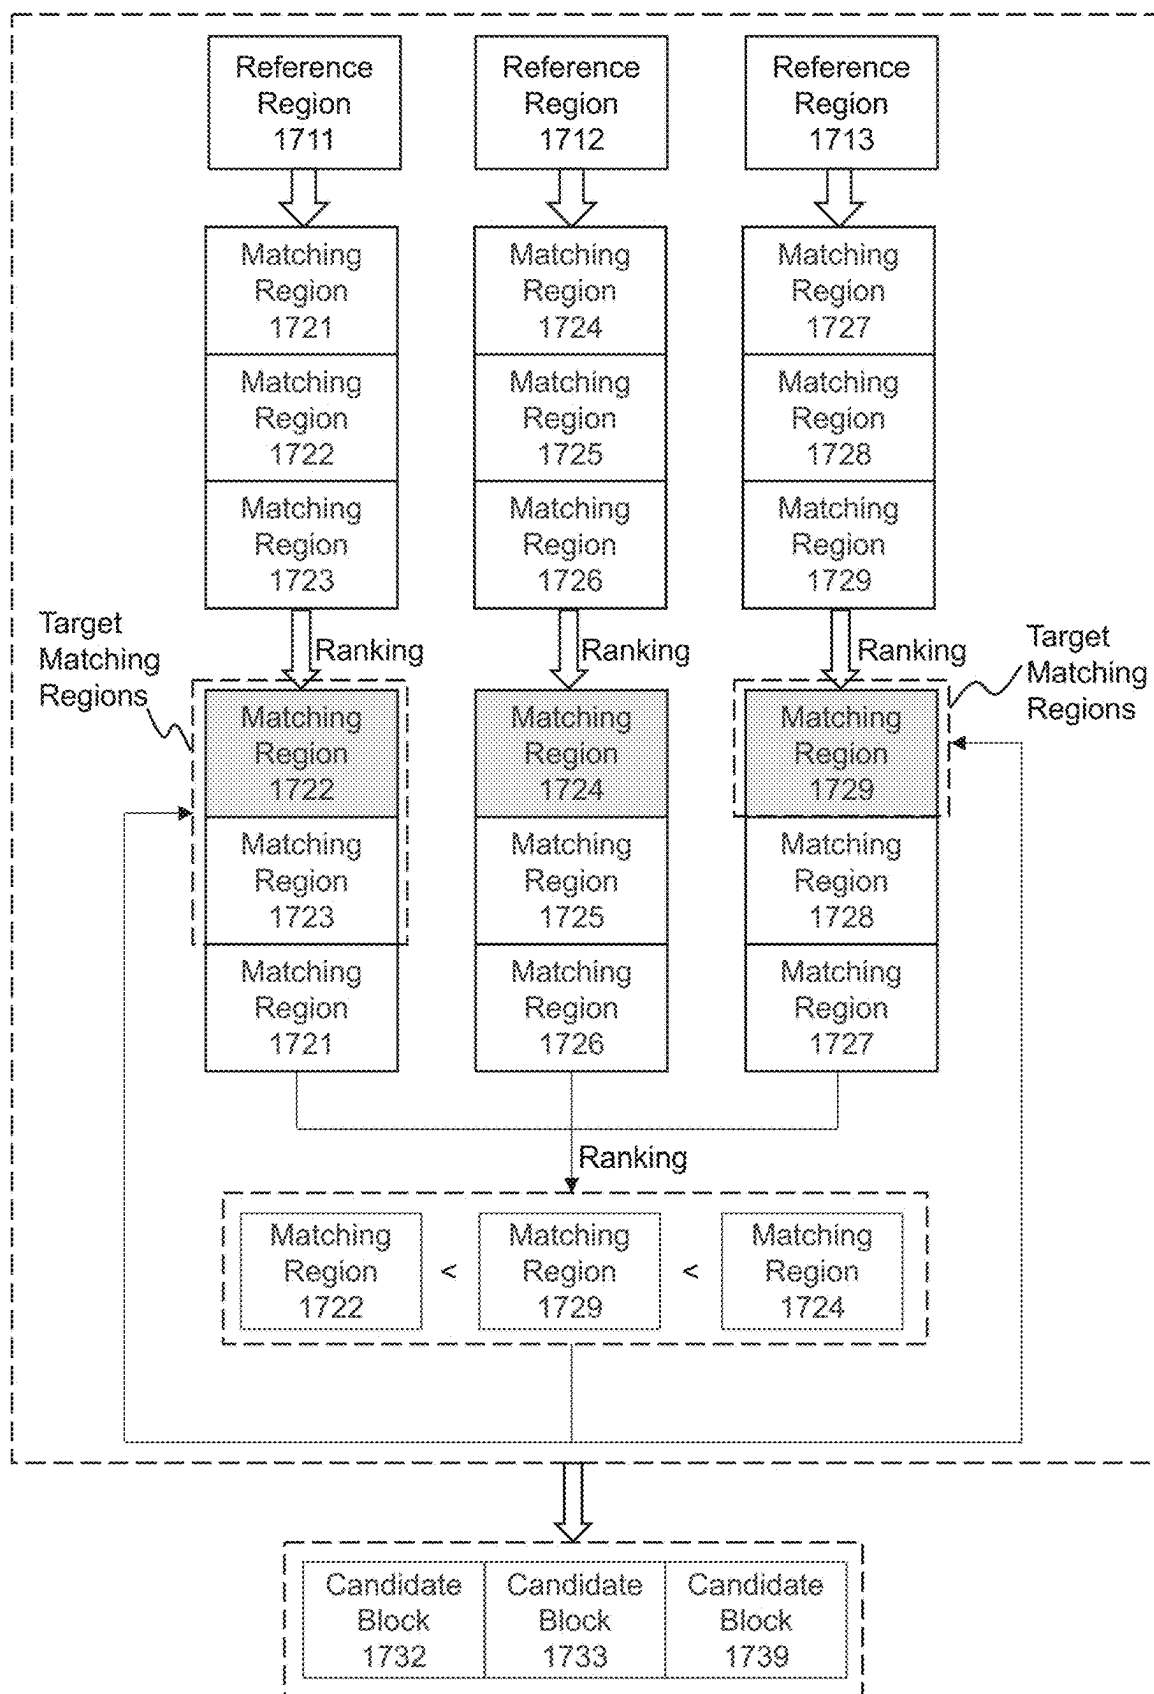 Reference
Region
1711
Reference
Region
1712
Reference
Region
1713
Matching
Region
1721
Matching
Region
1724
Matching
Region
1727
Matching
Region
1722
Matching
Region
1725
Matching
Region
1728
Matching
Region
1723
Matching
Region
1726
Matching
Region
1729
Target
Matching
Regions
Ranking
Ranking
Ranking
Target
Matching
Regions
Matching
Region
1722
Matching
Region
1724
Matching
Region
1729
Matching
Region
1723
Matching
Region
1725
Matching
Region
1728
Matching
Region
1721
Matching
Region
1726
Matching
Region
1727
Ranking
Matching
Region
1722
<
Matching
Region
1729
<
Matching
Region
1724
Candidate
Block
1732
Candidate
Block
1733
Candidate
Block
1739